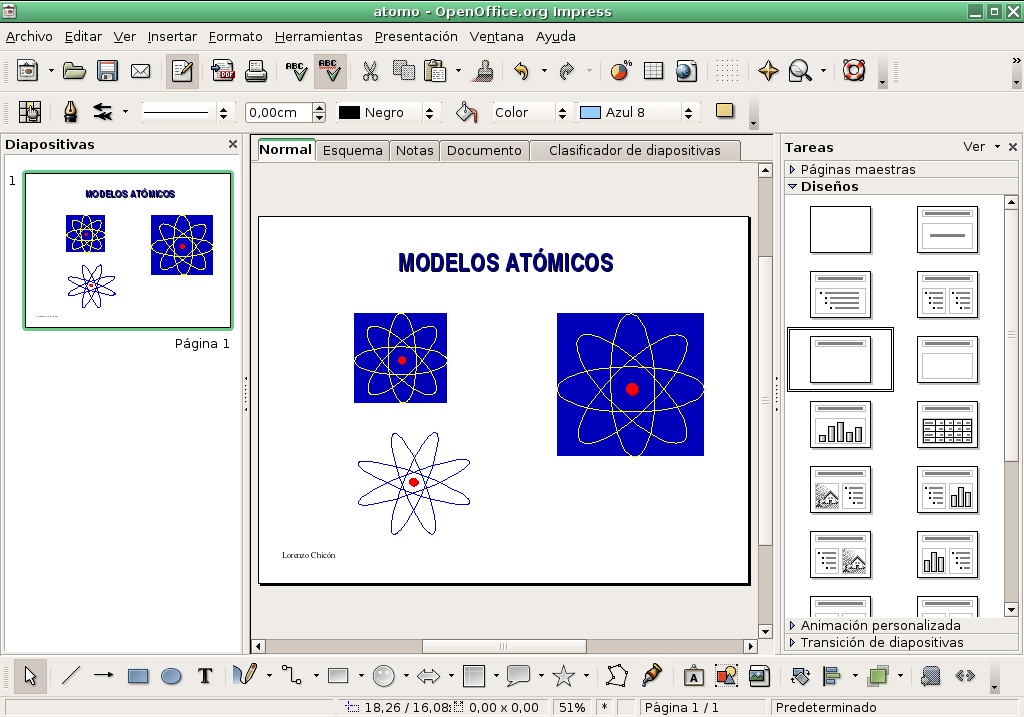 atomo - OpenOffice.org Impress
Archivo Editar Ver Insertar Formato Herramientas Presentación Ventana Ayuda
PDF ABC ABC
0,00cm Negro Color Azul 8
Diapositivas
Normal Esquema Notas Documento Clasificador de diapositivas
Tareas Ver
1
MODELOS ATÓMICOS
Página 1
MODELOS ATÓMICOS
Lorenzo Chicón
Páginas maestras
Diseños
Animación personalizada
Transición de diapositivas
T A
18,26 / 16,08 0,00 x 0,00 51% * Página 1 / 1 Predeterminado